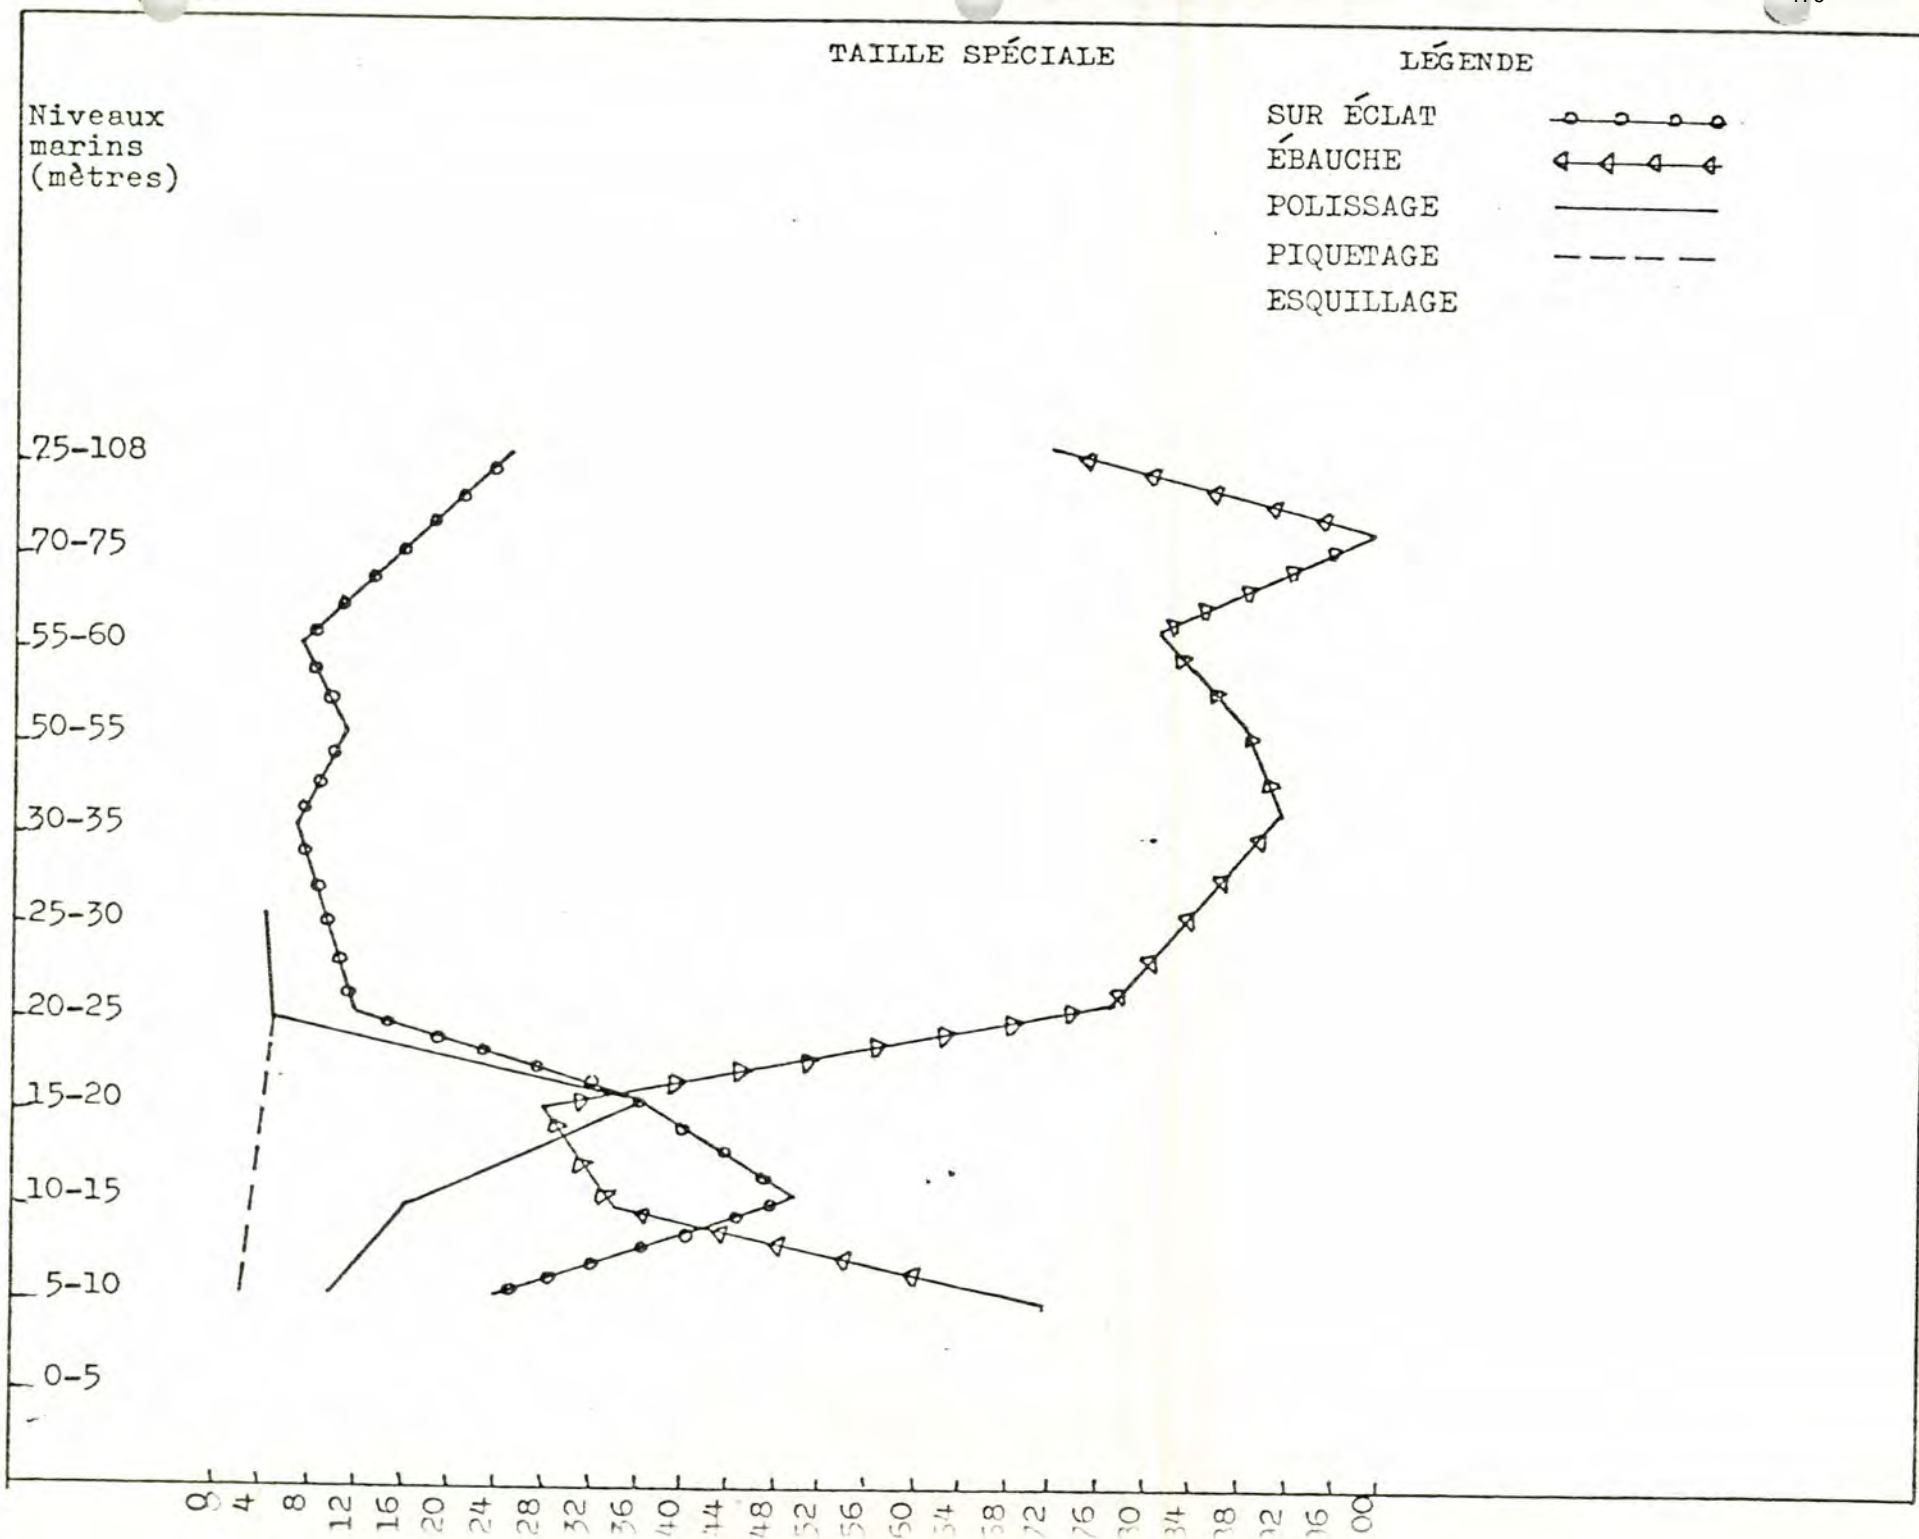 TAILLE SPÉCIALE
LÉGENDE
Niveaux
marins
(mètres)
SUR ÉCLAT
ÉBAUCHE
POLISSAGE
PIQUETAGE
ESQUILLAGE
75-108
70-75
55-60
50-55
30-35
25-30
20-25
15-20
10-15
5-10
0-5
0 4 8 12 16 20 24 28 32 36 40 44 48 52 56 60 64 68 72 76 80 84 88 92 96 00